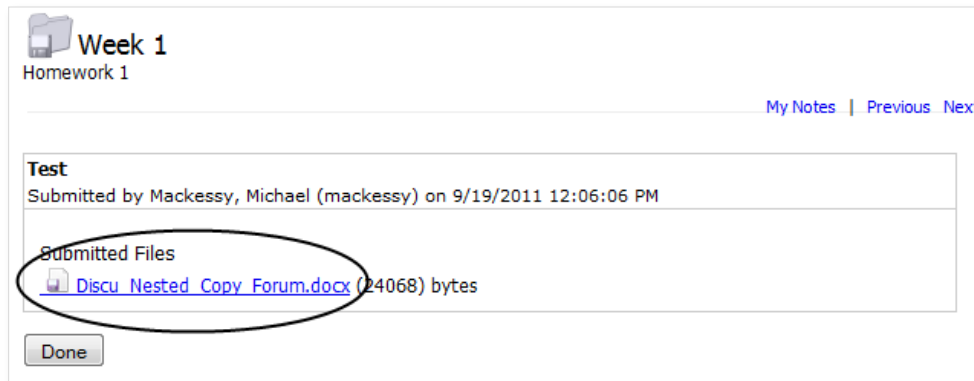 Week 1
Homework 1
My Notes | Previous Nex
Test
Submitted by Mackessy, Michael (mackessy) on 9/19/2011 12:06:06 PM
Submitted Files
Discu_Nested_Copy_Forum.docx (24068) bytes
Done